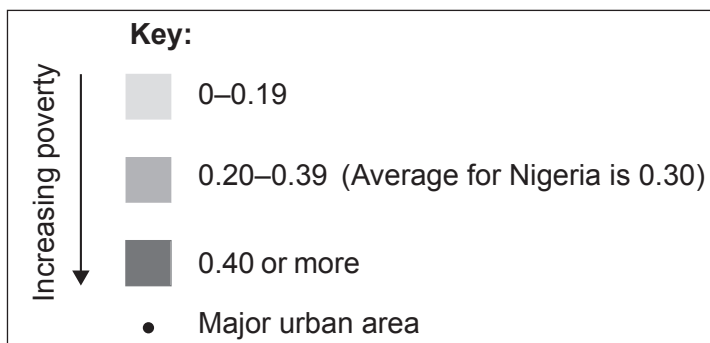 Key:
Increasing poverty
0–0.19
0.20–0.39 (Average for Nigeria is 0.30)
0.40 or more
Major urban area